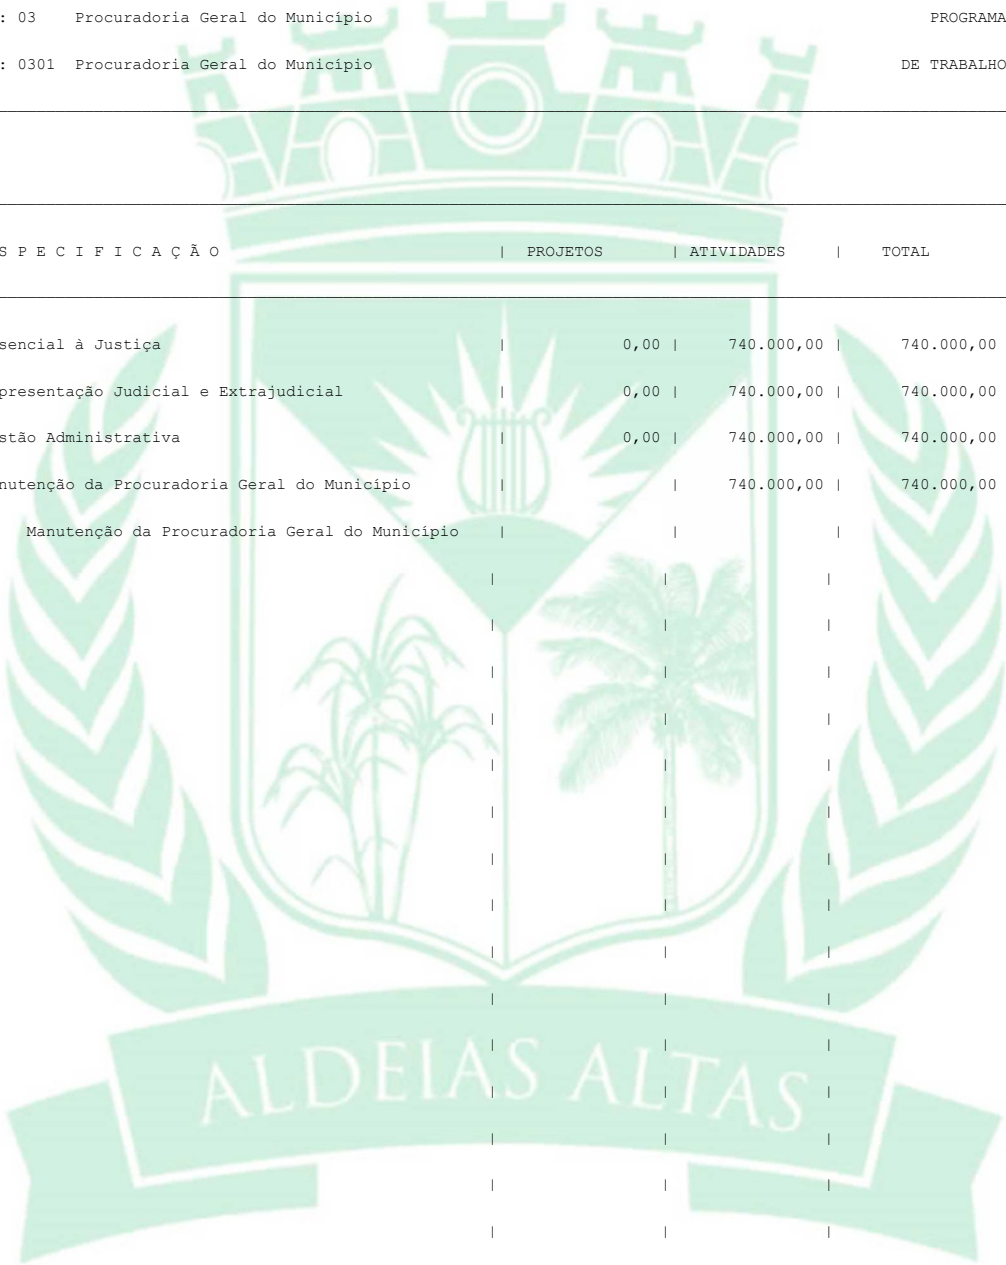 : 03 Procuradoria Geral do Município PROGRAMA
: 0301 Procuradoria Geral do Município DE TRABALHO
S P E C I F I C A Ç Ã O | PROJETOS | ATIVIDADES | TOTAL
sencial à Justiça | 0,00 | 740.000,00 | 740.000,00
presentação Judicial e Extrajudicial | 0,00 | 740.000,00 | 740.000,00
stão Administrativa | 0,00 | 740.000,00 | 740.000,00
nutenção da Procuradoria Geral do Município | | 740.000,00 | 740.000,00
Manutenção da Procuradoria Geral do Município | | |
ALDEIAS ALTAS